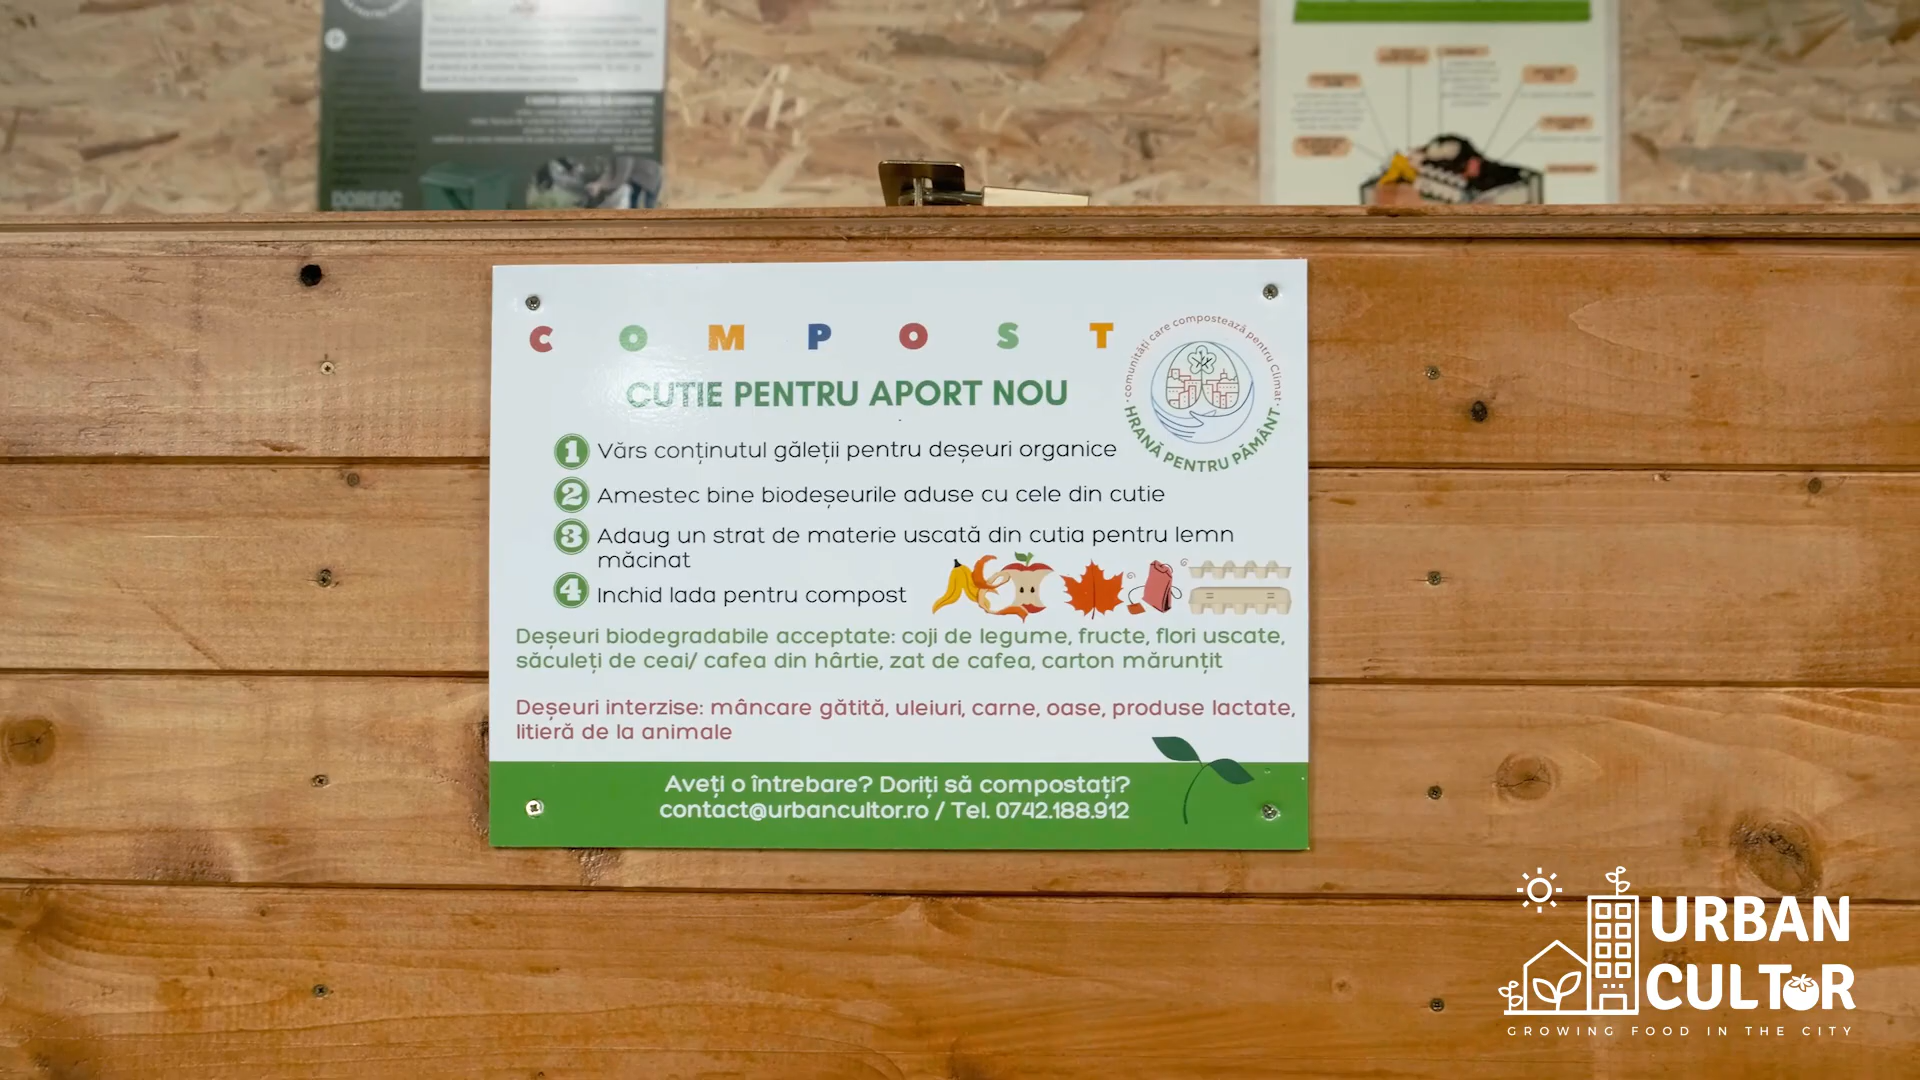 DORESC
C O M P O S T
comunități care compostează pentru Climat
HRANĂ PENTRU PĂMÂNT
CUTIE PENTRU APORT NOU
1 Vărs conținutul găleții pentru deșeuri organice
2 Amestec bine biodeșeurile aduse cu cele din cutie
3 Adaug un strat de materie uscată din cutia pentru lemn
măcinat
4 Inchid lada pentru compost
Deșeuri biodegradabile acceptate: coji de legume, fructe, flori uscate,
săculeți de ceai/ cafea din hârtie, zat de cafea, carton mărunțit
Deșeuri interzise: mâncare gătită, uleiuri, carne, oase, produse lactate,
litieră de la animale
Aveți o întrebare? Doriți să compostați?
contact@urbancultor.ro / Tel. 0742.188.912
URBAN
CULTOR
GROWING FOOD IN THE CITY